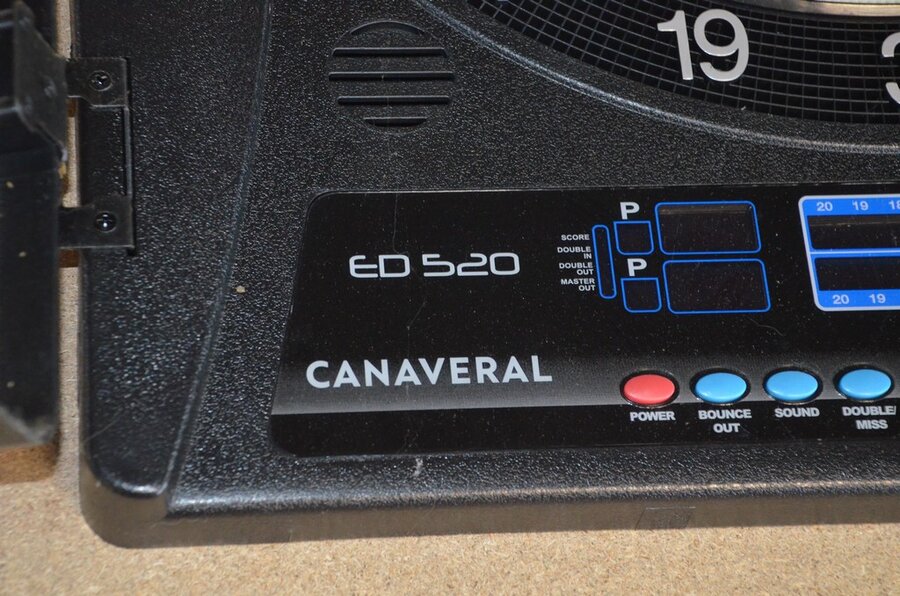 19
P
20 19
SCORE
DOUBLE
IN
DOUBLE
OUT
MASTER
OUT
P
ED 520
20 19
CANAVERAL
POWER
BOUNCE
OUT
SOUND
DOUBLE/
MISS